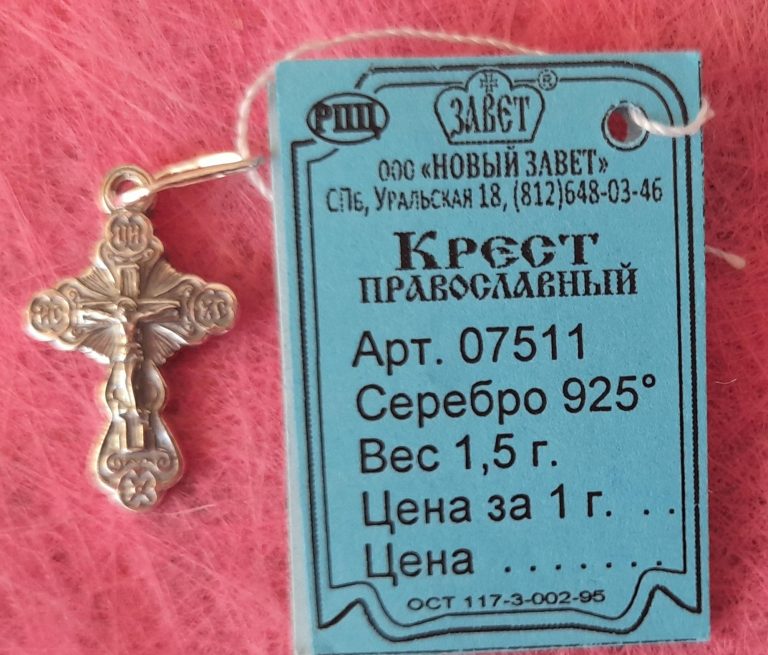 РПЦ
ЗАВЕТ ®
ООО «НОВЫЙ ЗАВЕТ»
СПб, УРАЛЬСКАЯ 18, (812)648-03-46
КРЕСТ
ПРАВОСЛАВНЫЙ
Арт. 07511
Серебро 925°
Вес 1,5 г.
Цена за 1 г. . .
Цена . . . . . . .
ОСТ 117-3-002-95